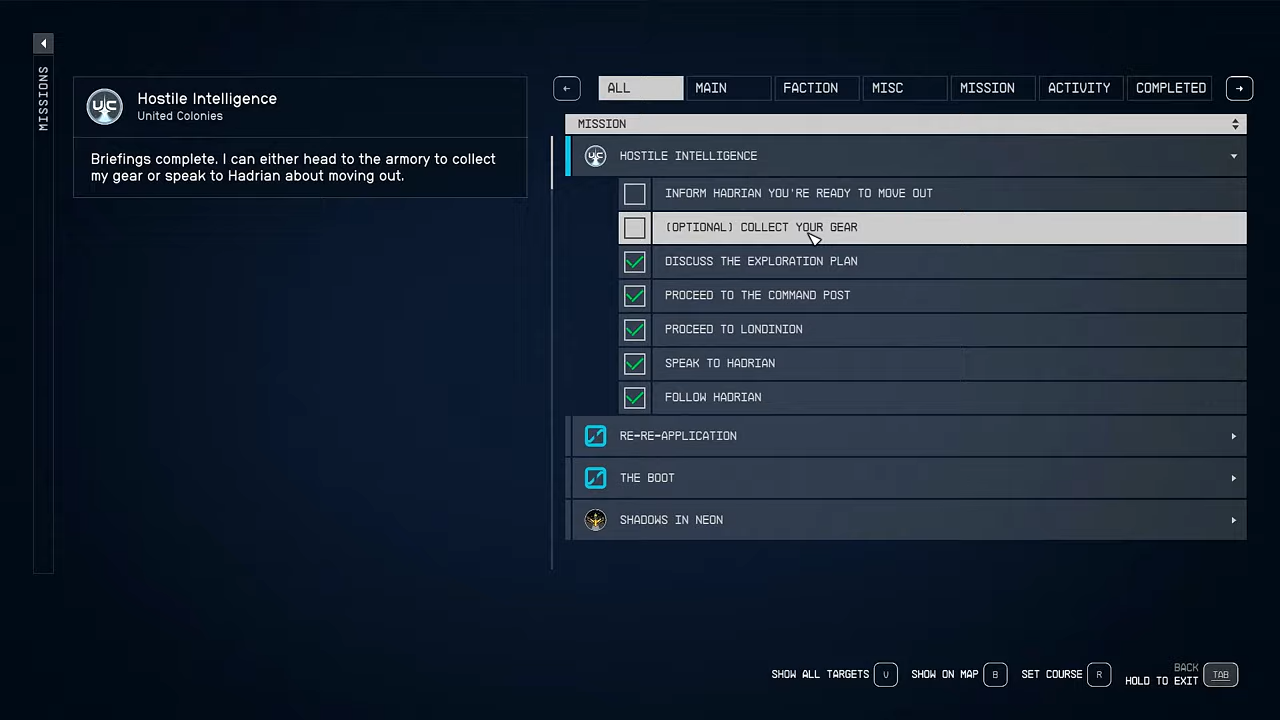 MISSIONS
UC
Hostile Intelligence
United Colonies
Briefings complete. I can either head to the armory to collect
my gear or speak to Hadrian about moving out.
ALL MAIN FACTION MISC MISSION ACTIVITY COMPLETED
MISSION
HOSTILE INTELLIGENCE
INFORM HADRIAN YOU'RE READY TO MOVE OUT
(OPTIONAL) COLLECT YOUR GEAR
DISCUSS THE EXPLORATION PLAN
PROCEED TO THE COMMAND POST
PROCEED TO LONDINION
SPEAK TO HADRIAN
FOLLOW HADRIAN
RE-RE-APPLICATION
THE BOOT
SHADOWS IN NEON
SHOW ALL TARGETS U SHOW ON MAP B SET COURSE R
BACK
HOLD TO EXIT TAB